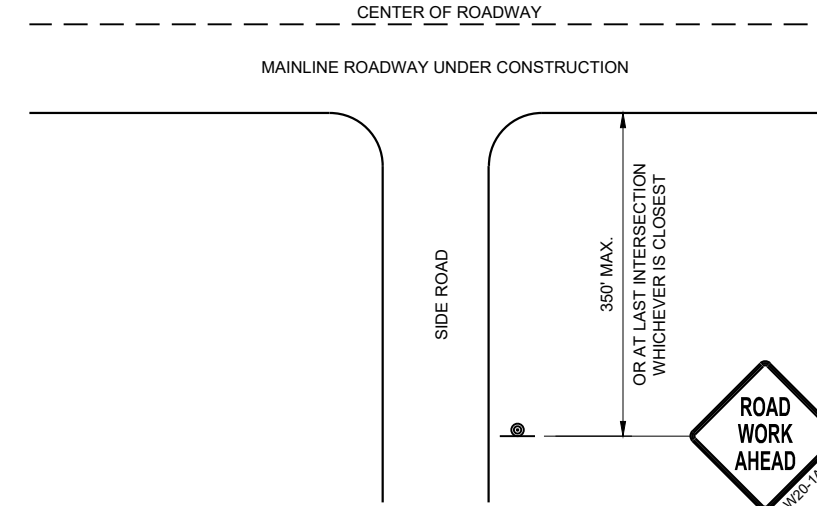 CENTER OF ROADWAY
MAINLINE ROADWAY UNDER CONSTRUCTION
SIDE ROAD
350' MAX.
OR AT LAST INTERSECTION
WHICHEVER IS CLOSEST
ROAD
WORK
AHEAD